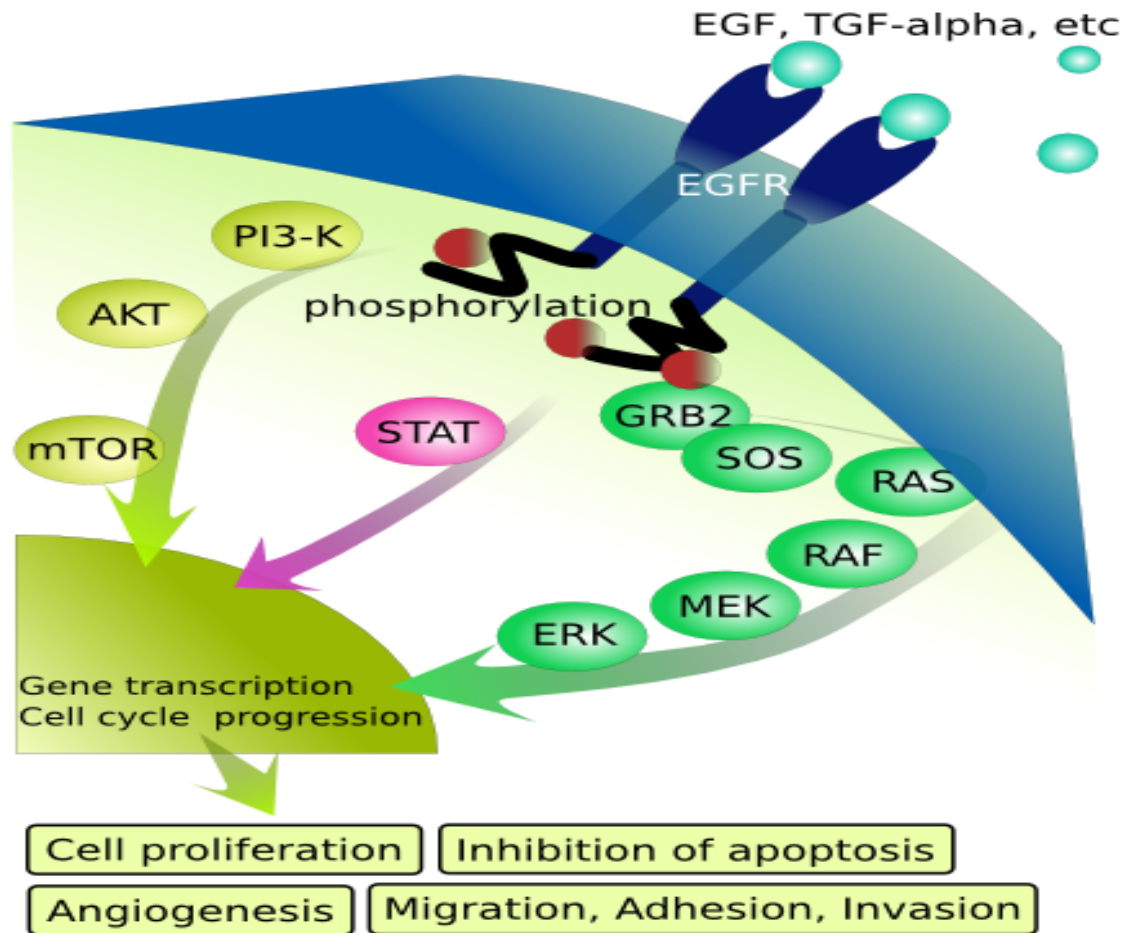 EGF, TGF-alpha, etc
EGFR
PI3-K
phosphorylation
AKT
GRB2
STAT
mTOR
SOS
RAS
RAF
MEK
ERK
Gene transcription
Cell cycle progression
Cell proliferation
Inhibition of apoptosis
Angiogenesis
Migration, Adhesion, Invasion